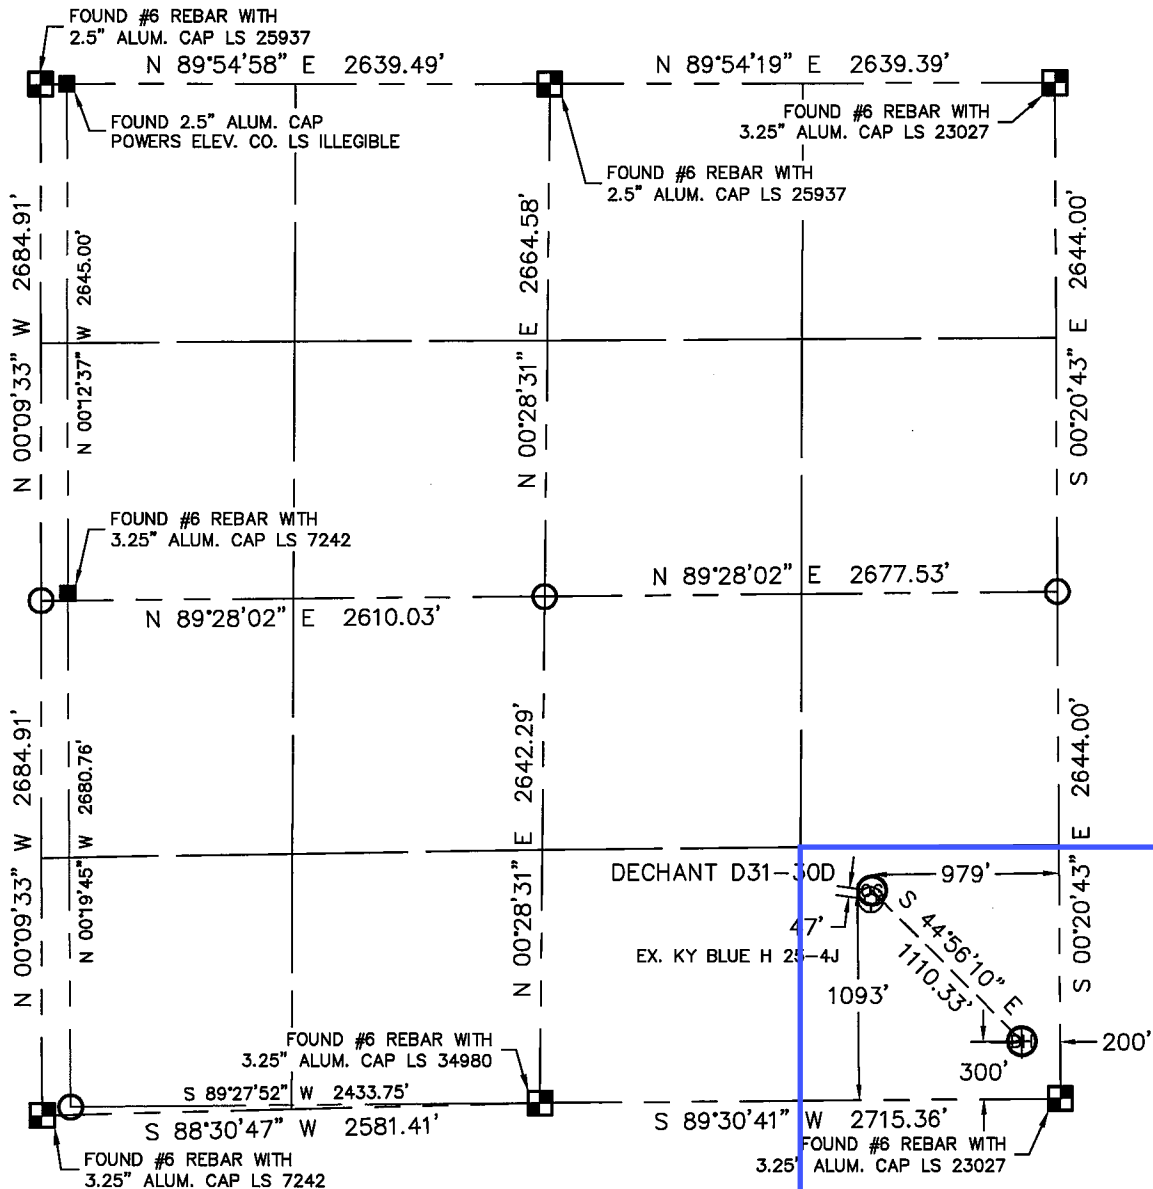 FOUND #6 REBAR WITH
2.5" ALUM. CAP LS 25937
N 89°54'58" E 2639.49'
N 89°54'19" E 2639.39'
FOUND 2.5" ALUM. CAP
POWERS ELEV. CO. LS ILLEGIBLE
FOUND #6 REBAR WITH
3.25" ALUM. CAP LS 23027
FOUND #6 REBAR WITH
2.5" ALUM. CAP LS 25937
N 00°09'33" W 2684.91'
N 00°12'37" W 2645.00'
N 00°28'31" E 2664.58'
S 00°20'43" E 2644.00'
FOUND #6 REBAR WITH
3.25" ALUM. CAP LS 7242
N 89°28'02" E 2677.53'
N 89°28'02" E 2610.03'
N 00°09'33" W 2684.91'
N 00°19'45" W 2680.76'
N 00°28'31" E 2642.29'
S 00°20'43" E 2644.00'
DECHANT D31-30D
979'
47'
EX. KY BLUE H 25-4J
S 44°56'10" E
1110.33'
1093'
BH
200'
300'
FOUND #6 REBAR WITH
3.25" ALUM. CAP LS 34980
S 89°27'52" W 2433.75'
S 88°30'47" W 2581.41'
S 89°30'41" W 2715.36'
FOUND #6 REBAR WITH
3.25" ALUM. CAP LS 23027
FOUND #6 REBAR WITH
3.25" ALUM. CAP LS 7242